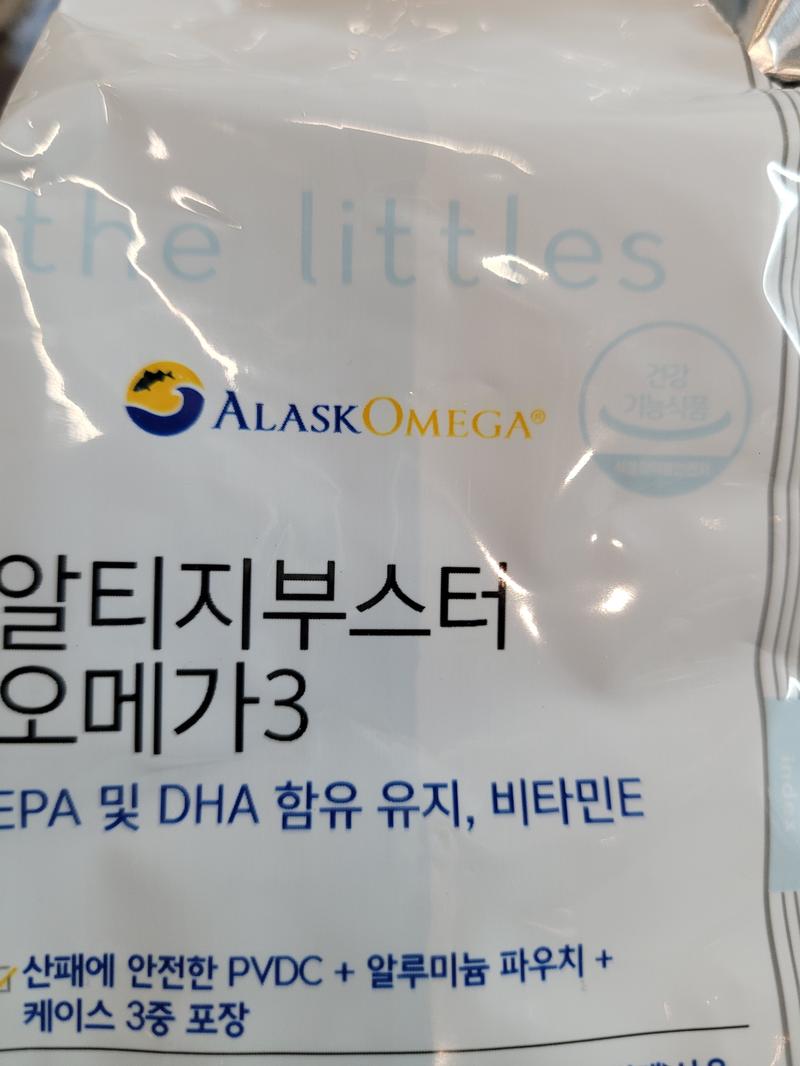 the littles
ALASKOMEGA®
건강
기능식품
알티지부스터
오메가3
EPA 및 DHA 함유 유지, 비타민E
산패에 안전한 PVDC + 알루미늄 파우치 +
케이스 3중 포장